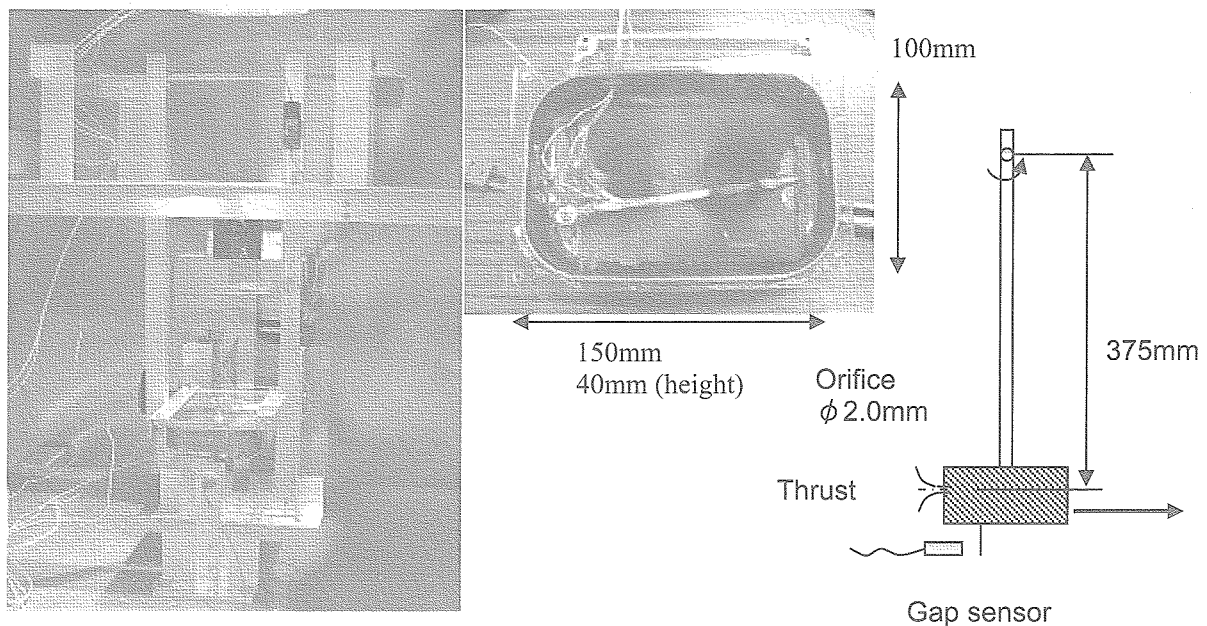 100mm
150mm
40mm (height)
Orifice
ϕ2.0mm
375mm
Thrust
Gap sensor